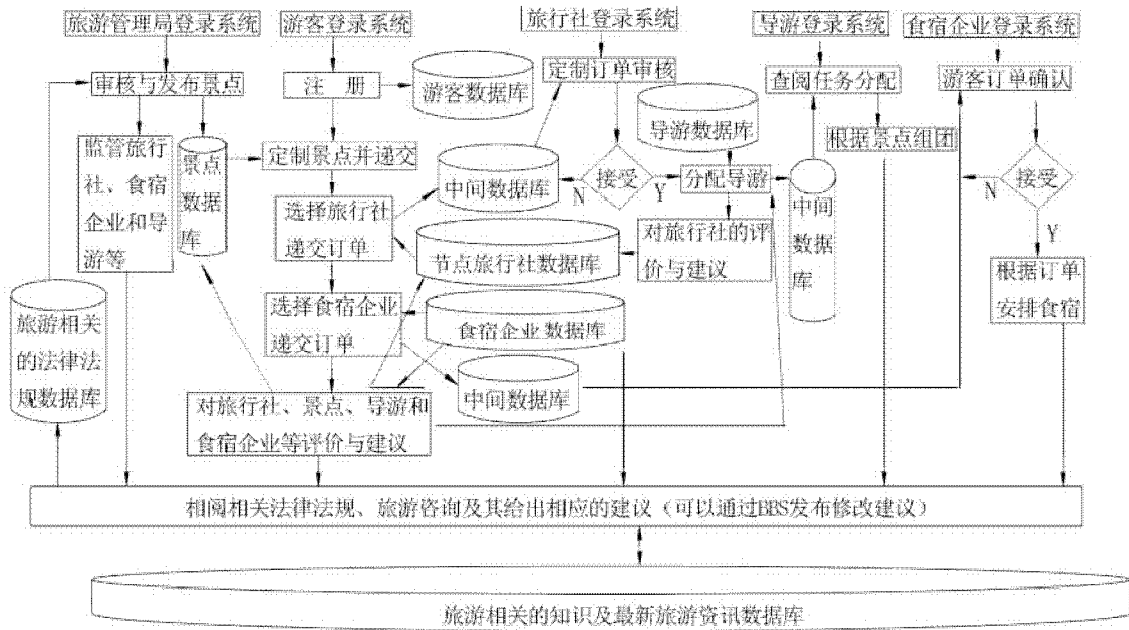 旅游管理局登录系统
游客登录系统
旅行社登录系统
导游登录系统
食宿企业登录系统
审核与发布景点
注 册
游客数据库
定制订单审核
查阅任务分配
游客订单确认
监管旅行
社、食宿
企业和导
游等
景点
数据
库
定制景点并递交
中间数据库
导游数据库
接受
N
Y
分配导游
根据景点组团
中间
数据
库
接受
N
Y
选择旅行社
递交订单
节点旅行社数据库
对旅行社的评
价与建议
根据订单
安排食宿
旅游相关
的法律法
规数据库
选择食宿企业
递交订单
食宿企业数据库
中间数据库
对旅行社、景点、导游和
食宿企业等评价与建议
相阅相关法律法规、旅游咨询及其给出相应的建议（可以通过BBS发布修改建议）
旅游相关的知识及最新旅游资讯数据库